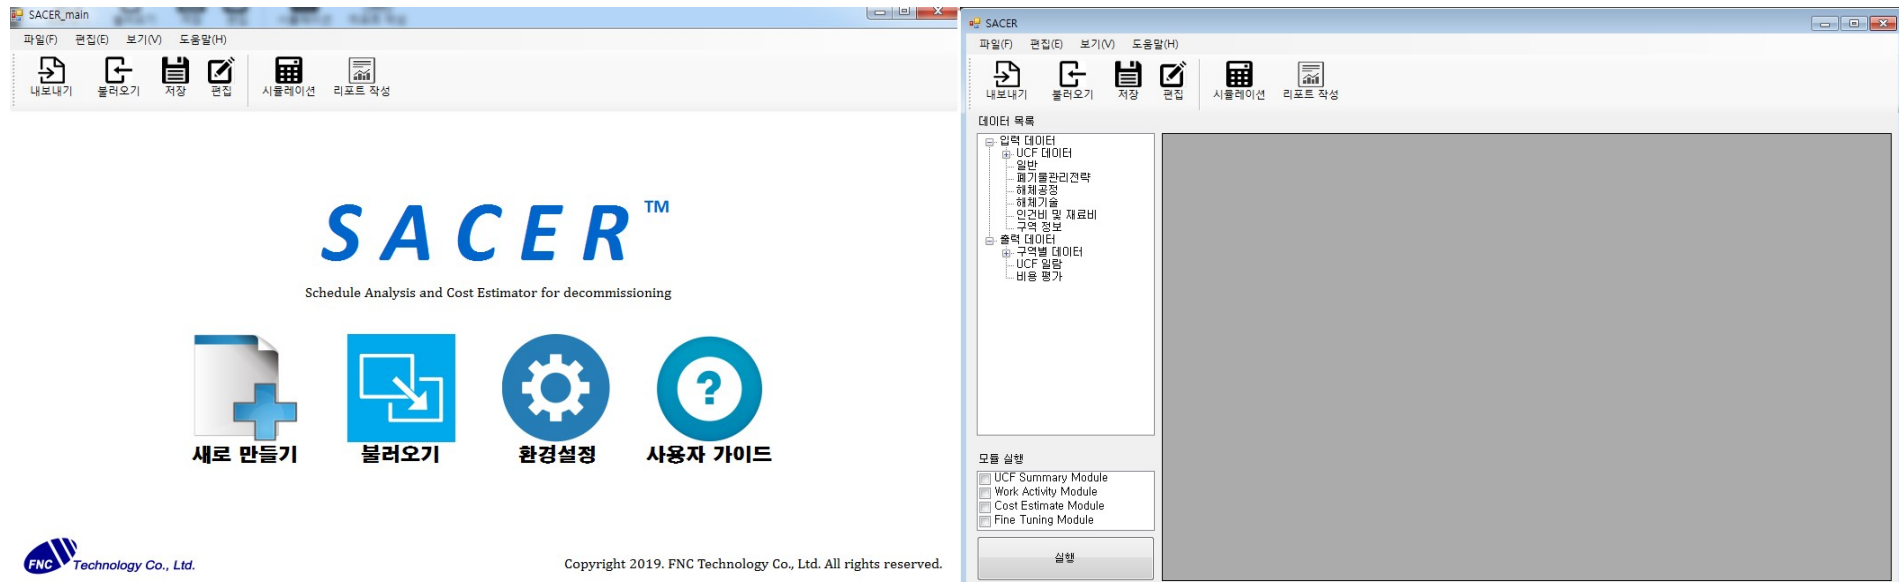 SACER_main
파일(F) 편집(E) 보기(V) 도움말(H)
내보내기 불러오기 저장 편집 시뮬레이션 리포트 작성
SACER™
Schedule Analysis and Cost Estimator for decommissioning
새로 만들기 불러오기 환경설정 사용자 가이드
FNC Technology Co., Ltd.
Copyright 2019. FNC Technology Co., Ltd. All rights reserved.
SACER
파일(F) 편집(E) 보기(V) 도움말(H)
내보내기 불러오기 저장 편집 시뮬레이션 리포트 작성
데이터 목록
입력 데이터
UCF 데이터
일반
폐기물관리전략
해체공정
해체기술
인건비 및 재료비
구역 정보
출력 데이터
구역별 데이터
UCF 일람
비용 평가
모듈 실행
UCF Summary Module
Work Activity Module
Cost Estimate Module
Fine Tuning Module
실행